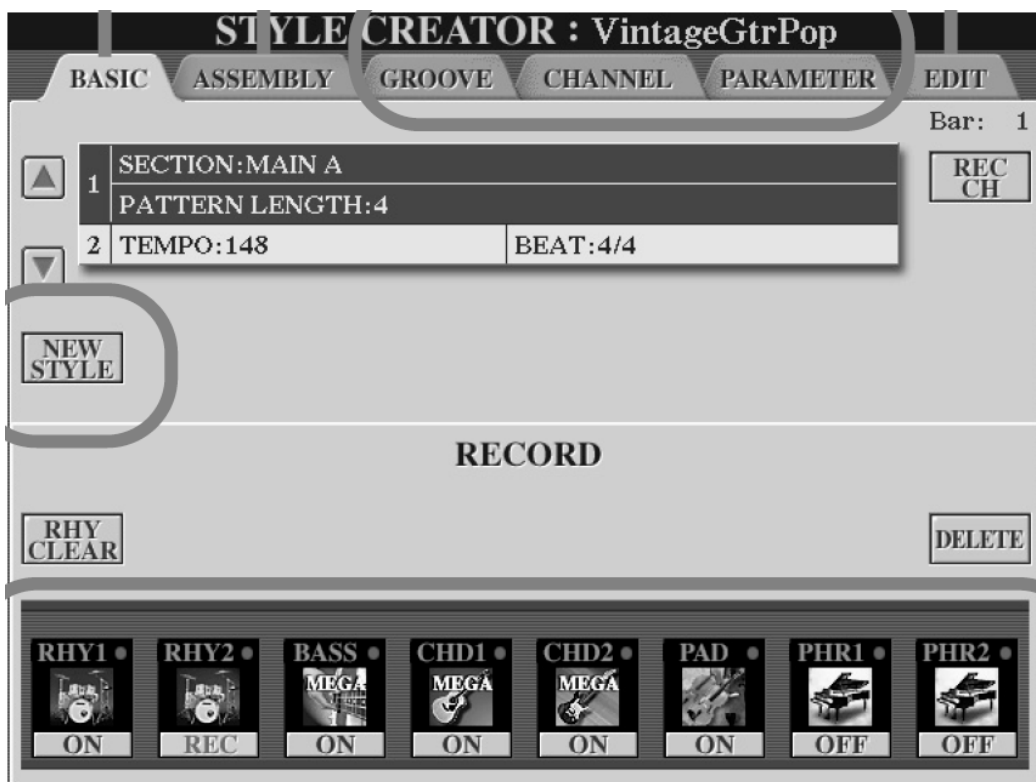 STYLE CREATOR : VintageGtrPop
BASIC ASSEMBLY GROOVE CHANNEL PARAMETER EDIT
Bar: 1
1 SECTION:MAIN A
PATTERN LENGTH:4
REC
CH
2 TEMPO:148 BEAT:4/4
NEW
STYLE
RECORD
RHY
CLEAR
DELETE
RHY1 RHY2 BASS CHD1 CHD2 PAD PHR1 PHR2
MEGA MEGA MEGA
ON REC ON ON ON ON OFF OFF